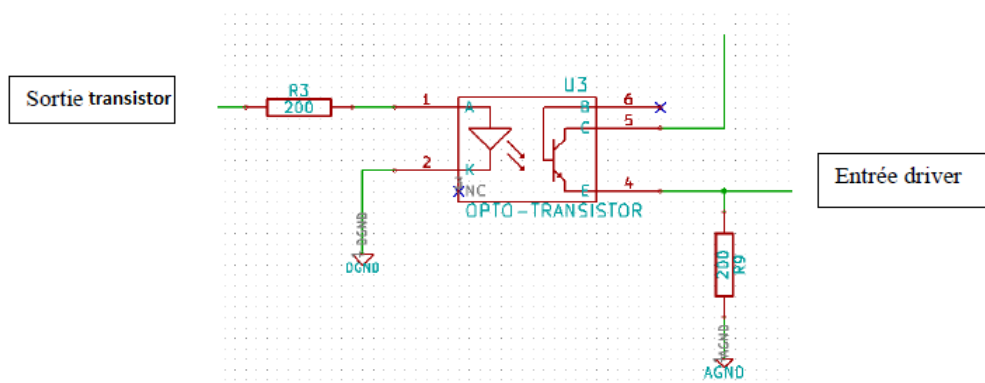 Sortie transistor
R3
200
1
A
2
K
NC
DGND
DGND
U3
B
6
C
5
E
4
OPTO-TRANSISTOR
Entrée driver
200
R9
AGND
AGND